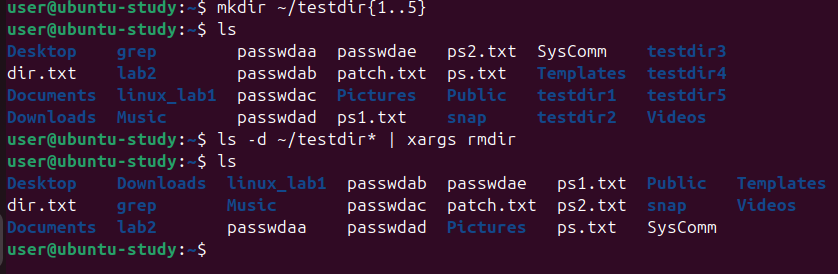 user@ubuntu-study:~$ mkdir ~/testdir{1..5}
user@ubuntu-study:~$ ls
Desktop    grep        passwdaa  passwdae   ps2.txt  SysComm    testdir3
dir.txt    lab2        passwdab  patch.txt  ps.txt   Templates  testdir4
Documents  linux_lab1  passwdac  Pictures   Public   testdir1   testdir5
Downloads  Music       passwdad  ps1.txt    snap     testdir2   Videos
user@ubuntu-study:~$ ls -d ~/testdir* | xargs rmdir
user@ubuntu-study:~$ ls
Desktop    Downloads  linux_lab1  passwdab  passwdae   ps1.txt  Public   Templates
dir.txt    grep       Music       passwdac  patch.txt  ps2.txt  snap     Videos
Documents  lab2       passwdaa    passwdad  Pictures   ps.txt   SysComm
user@ubuntu-study:~$